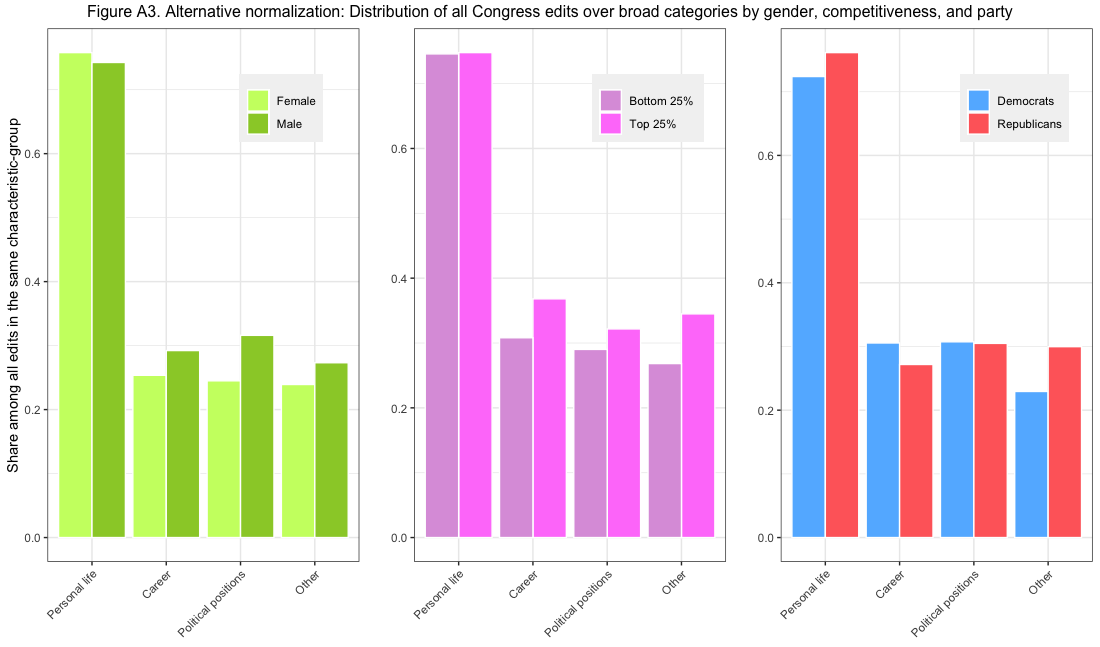 Figure A3. Alternative normalization: Distribution of all Congress edits over broad categories by gender, competitiveness, and party
Share among all edits in the same characteristic-group
0.6
0.4
0.2
0.0
Female
Male
Personal life
Career
Political positions
Other
0.6
0.4
0.2
0.0
Bottom 25%
Top 25%
Personal life
Career
Political positions
Other
0.6
0.4
0.2
0.0
Democrats
Republicans
Personal life
Career
Political positions
Other